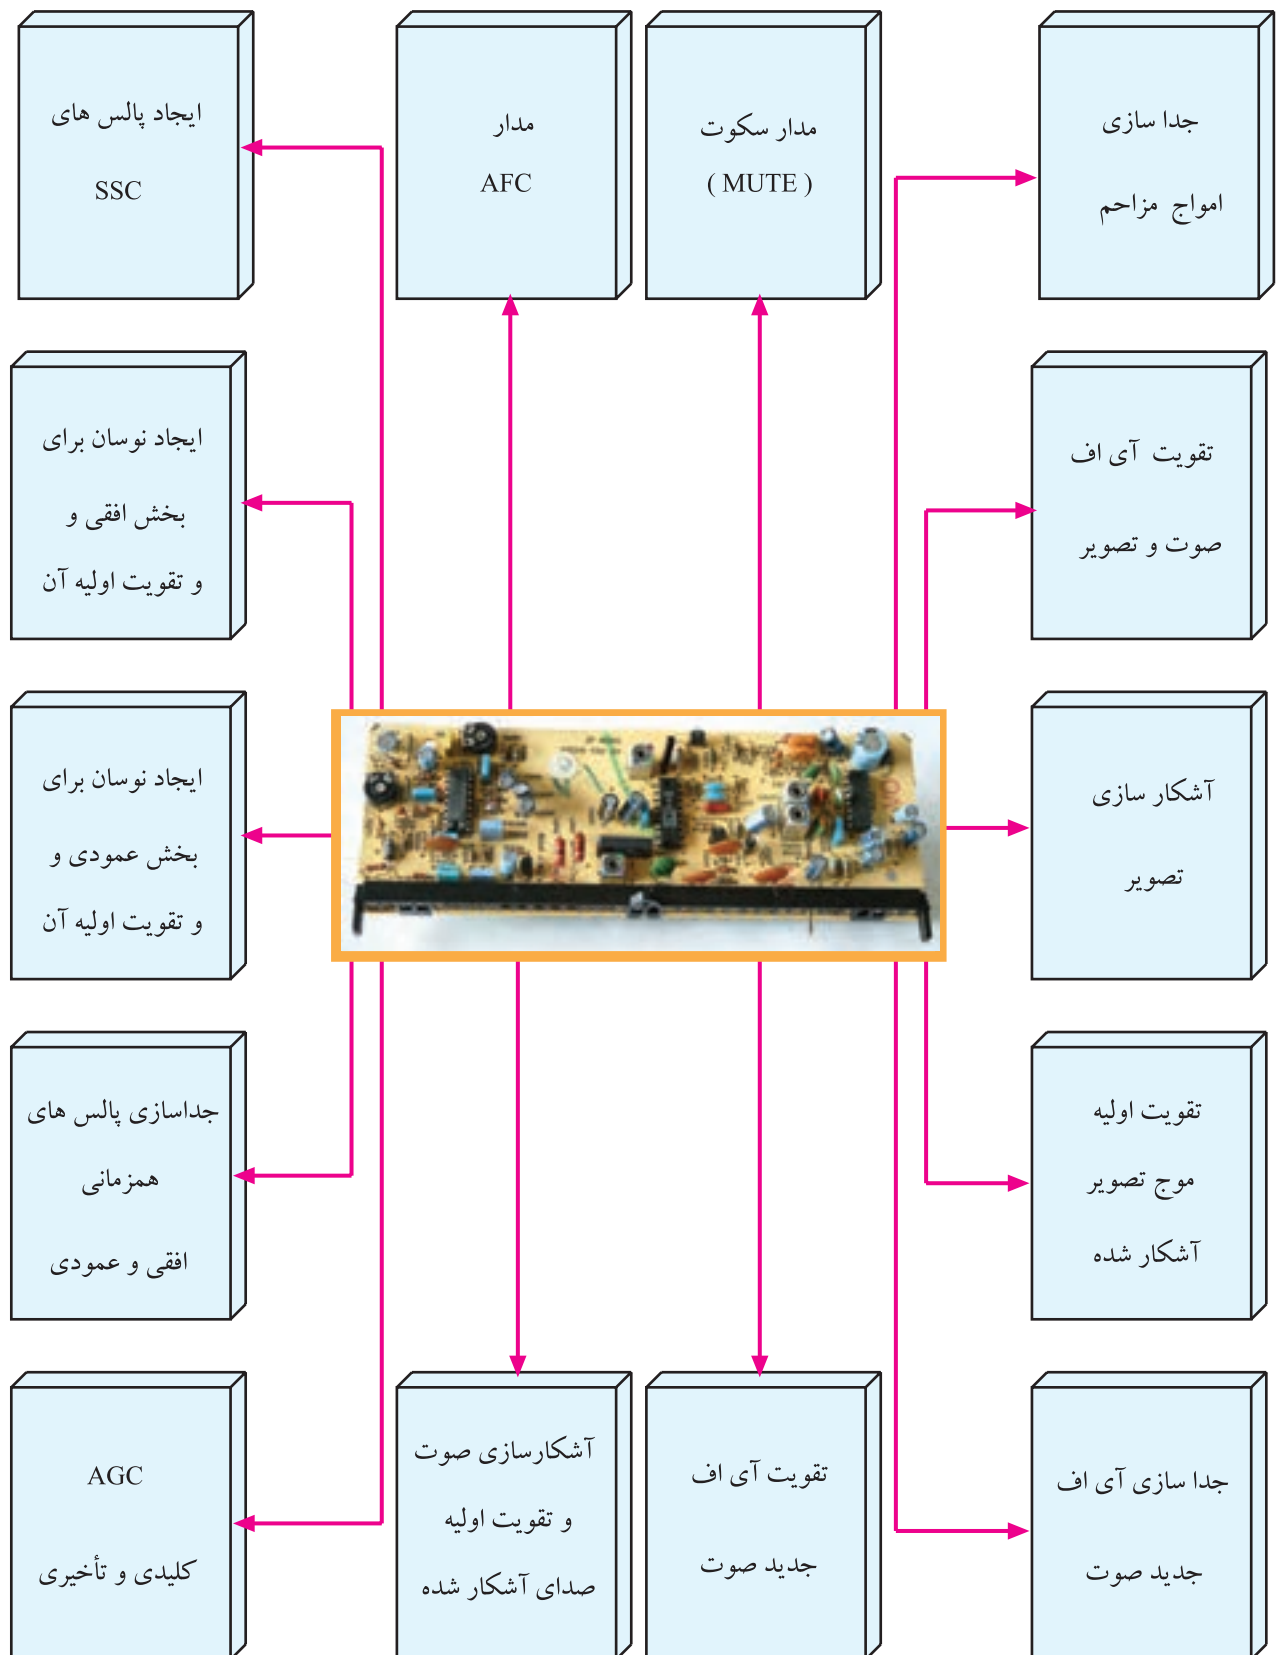 جدا سازی
امواج مزاحم
مدار سکوت
( MUTE )
مدار
AFC
ایجاد پالس های
SSC
تقویت آی اف
صوت و تصویر
ایجاد نوسان برای
بخش افقی و
و تقویت اولیه آن
آشکار سازی
تصویر
ایجاد نوسان برای
بخش عمودی و
و تقویت اولیه آن
تقویت اولیه
موج تصویر
آشکار شده
جداسازی پالس های
همزمانی
افقی و عمودی
جدا سازی آی اف
جدید صوت
تقویت آی اف
جدید صوت
آشکارسازی صوت
و تقویت اولیه
صدای آشکار شده
AGC
کلیدی و تأخیری